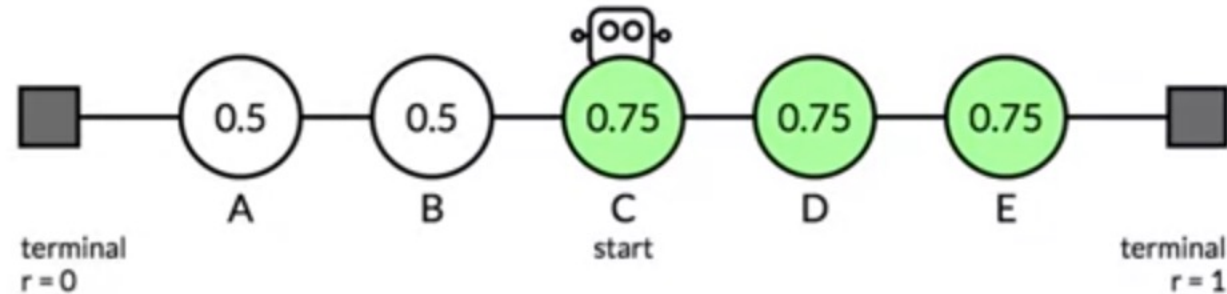 0.5 0.5 0.75 0.75 0.75
A B C D E
terminal start terminal
r = 0 r = 1